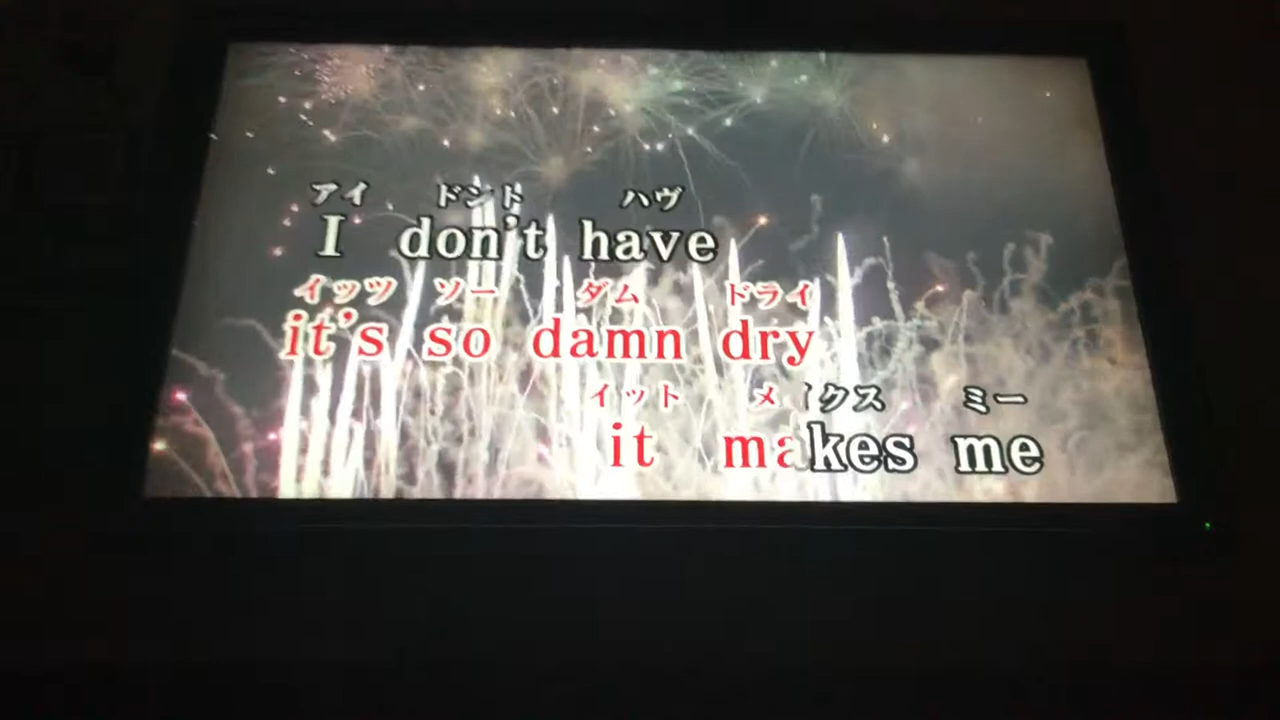 アイ ドント ハヴ
I don't have
イッツ ソー ダム ドライ
it's so damn dry
イット メイクス ミー
it makes me